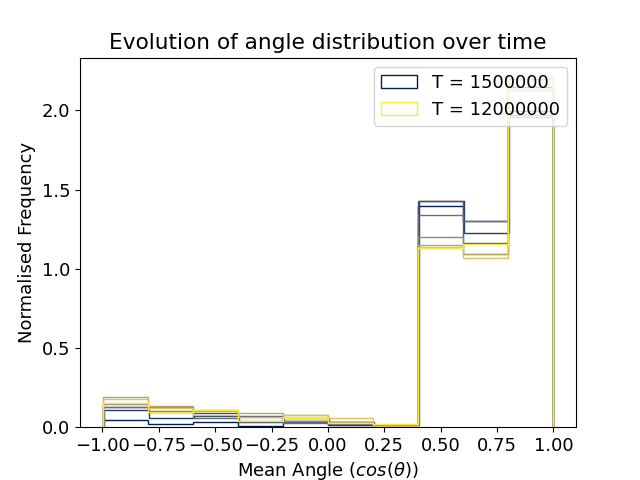 Evolution of angle distribution over time
T = 1500000
T = 12000000
Normalised Frequency
2.0
1.5
1.0
0.5
0.0
−1.00 −0.75 −0.50 −0.25 0.00 0.25 0.50 0.75 1.00
Mean Angle (cos(θ))